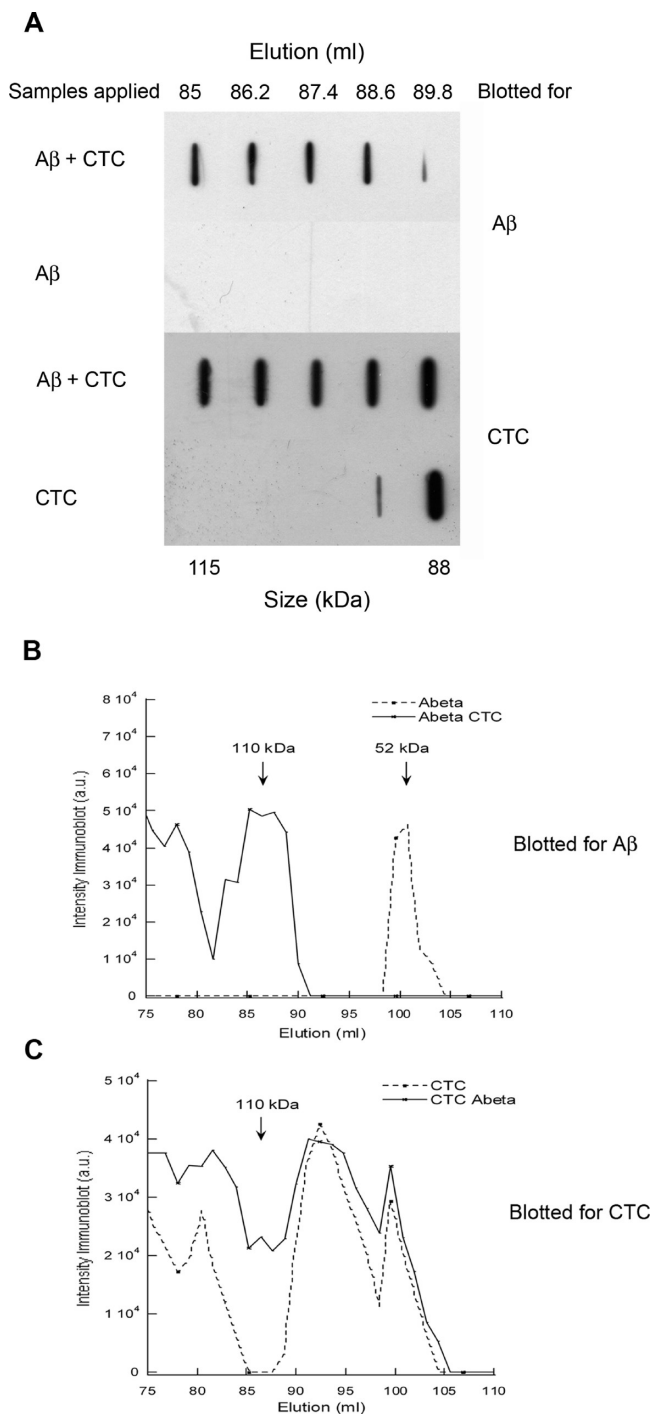 A
Elution (ml)
Samples applied 85 86.2 87.4 88.6 89.8 Blotted for
Aβ + CTC
Aβ
Aβ
Aβ + CTC
CTC
CTC
115 88
Size (kDa)
B
8 10⁴
7 10⁴
6 10⁴
5 10⁴
4 10⁴
3 10⁴
2 10⁴
1 10⁴
0
Intensity Immunoblot (a.u.)
Abeta
Abeta CTC
110 kDa 52 kDa
Blotted for Aβ
75 80 85 90 95 100 105 110
Elution (ml)
C
5 10⁴
4 10⁴
3 10⁴
2 10⁴
1 10⁴
0
Intensity Immunoblot (a.u.)
CTC
CTC Abeta
110 kDa
Blotted for CTC
75 80 85 90 95 100 105 110
Elution (ml)